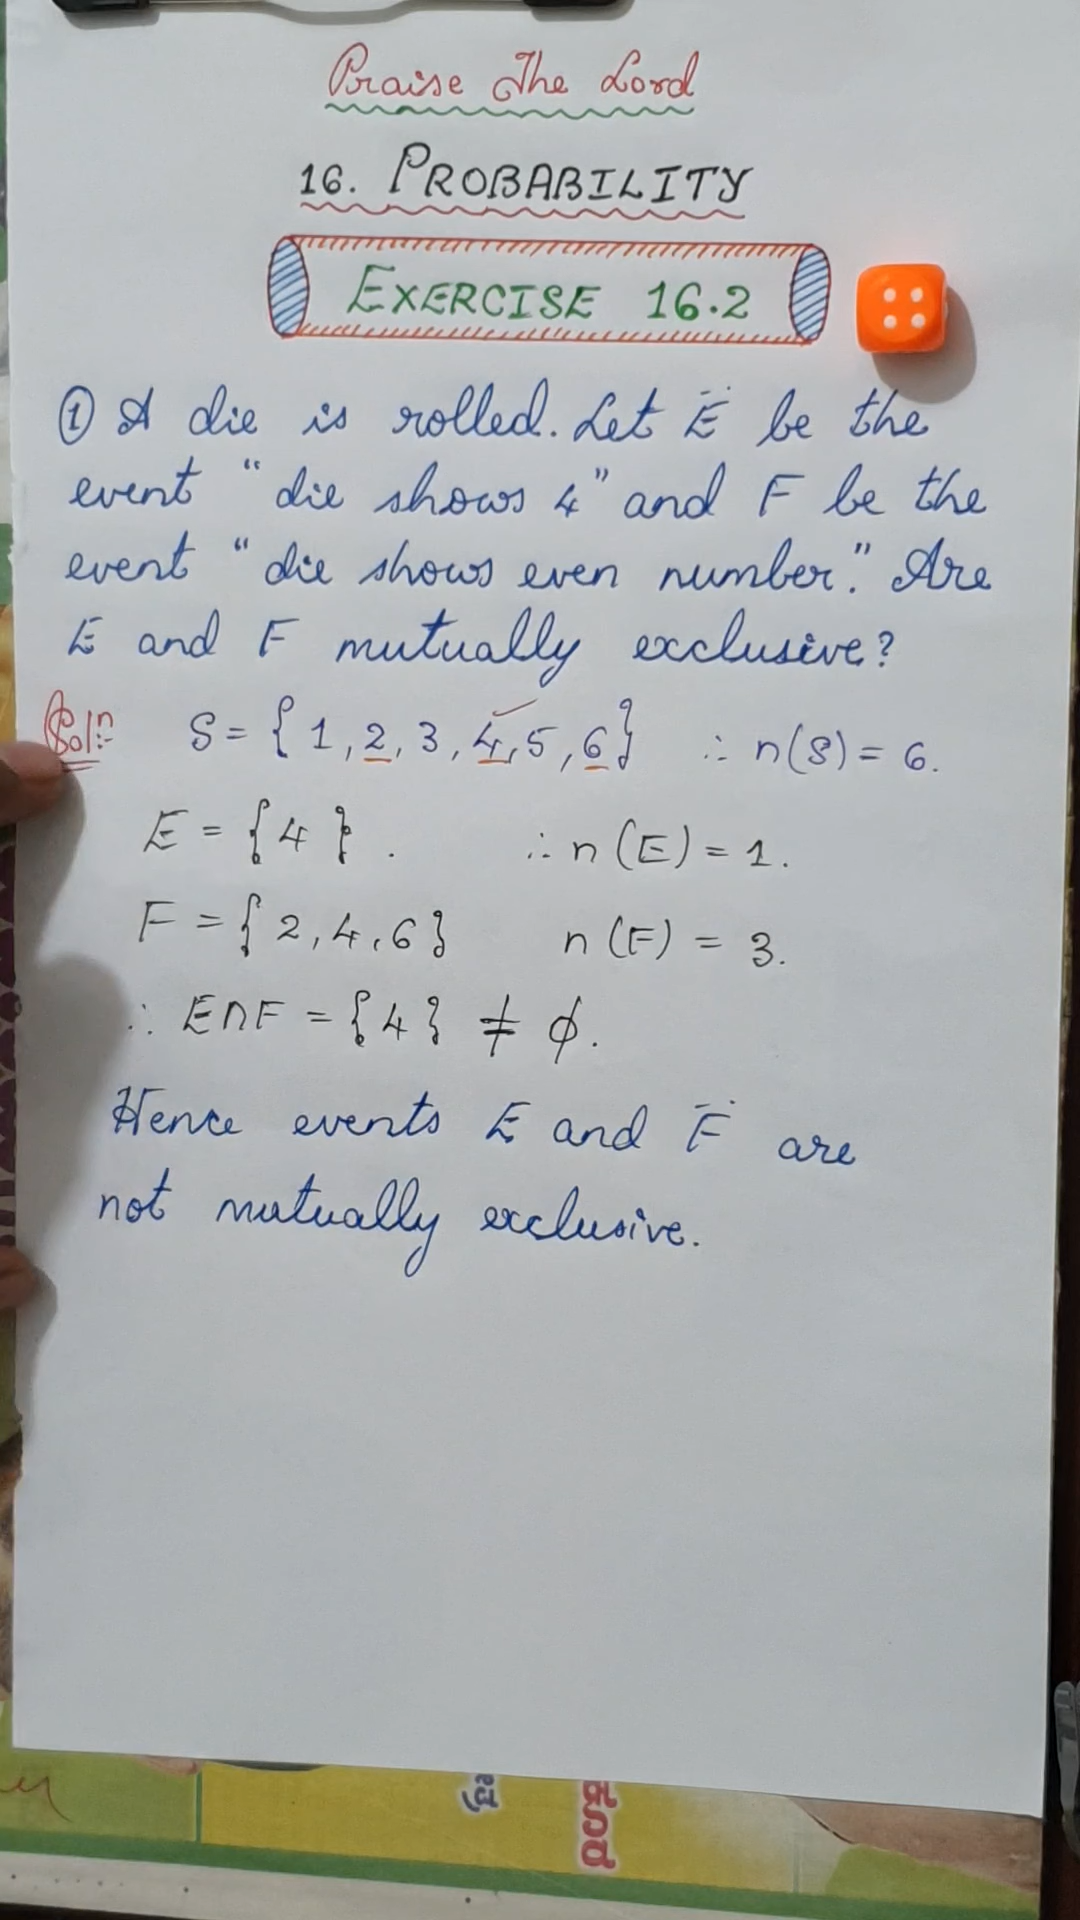 Praise The Lord
16. PROBABILITY
EXERCISE 16.2
① A die is rolled. Let E be the
event "die shows 4" and F be the
event "die shows even number." Are
E and F mutually exclusive?
Solⁿ:- S = {1, 2, 3, 4, 5, 6} ∴ n(S) = 6.
E = {4}. ∴ n(E) = 1.
F = {2, 4, 6} n(F) = 3.
∴ E∩F = {4} ≠ ϕ.
Hence events E and F are
not mutually exclusive.